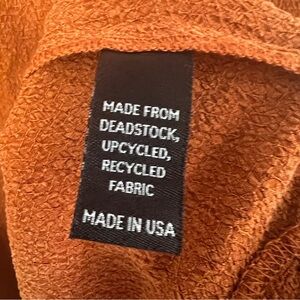 MADE FROM
DEADSTOCK,
UPCYCLED,
RECYCLED
FABRIC
MADE IN USA